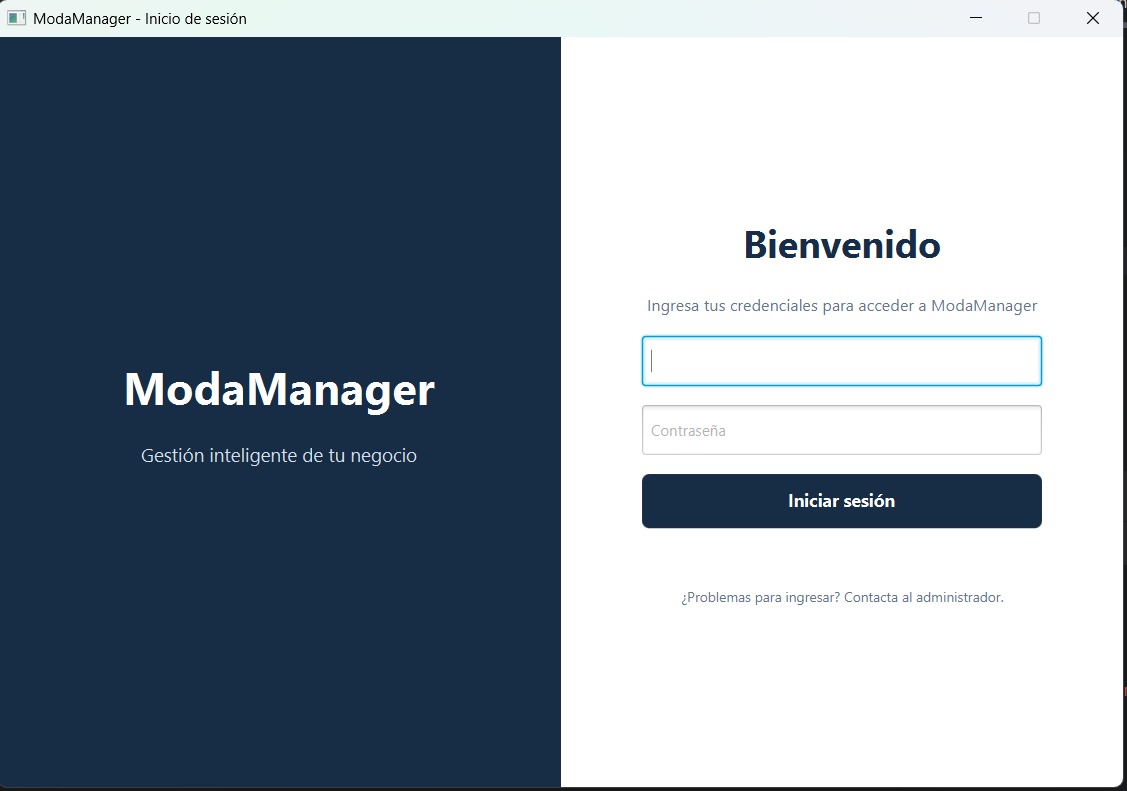 ModaManager - Inicio de sesión
ModaManager
Gestión inteligente de tu negocio
Bienvenido
Ingresa tus credenciales para acceder a ModaManager
Contraseña
Iniciar sesión
¿Problemas para ingresar? Contacta al administrador.